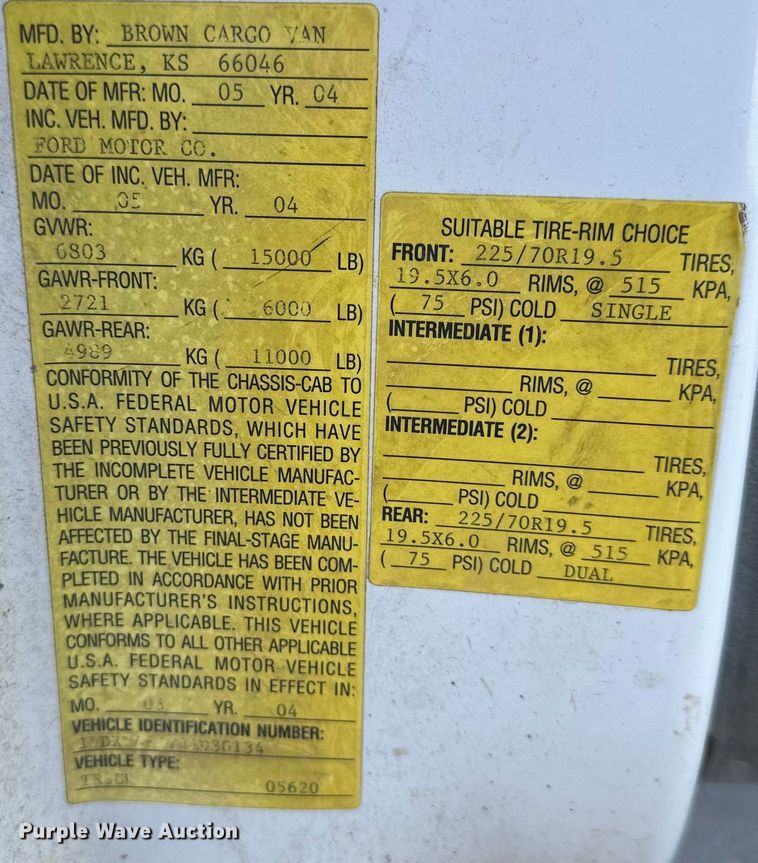 MFD. BY: BROWN CARGO VAN
LAWRENCE, KS 66046
DATE OF MFR: MO. 05 YR. 04
INC. VEH. MFD. BY:
FORD MOTOR CO.
DATE OF INC. VEH. MFR:
MO. 05 YR. 04
GVWR:
6803 KG ( 15000 LB)
GAWR-FRONT:
2721 KG ( 6000 LB)
GAWR-REAR:
4989 KG ( 11000 LB)
CONFORMITY OF THE CHASSIS-CAB TO
U.S.A. FEDERAL MOTOR VEHICLE
SAFETY STANDARDS, WHICH HAVE
BEEN PREVIOUSLY FULLY CERTIFIED BY
THE INCOMPLETE VEHICLE MANUFAC-
TURER OR BY THE INTERMEDIATE VE-
HICLE MANUFACTURER, HAS NOT BEEN
AFFECTED BY THE FINAL-STAGE MANU-
FACTURE. THE VEHICLE HAS BEEN COM-
PLETED IN ACCORDANCE WITH PRIOR
MANUFACTURER'S INSTRUCTIONS,
WHERE APPLICABLE. THIS VEHICLE
CONFORMS TO ALL OTHER APPLICABLE
U.S.A. FEDERAL MOTOR VEHICLE
SAFETY STANDARDS IN EFFECT IN:
MO. YR. 04
VEHICLE IDENTIFICATION NUMBER:
VEHICLE TYPE:
05620
SUITABLE TIRE-RIM CHOICE
FRONT: 225/70R19.5 TIRES,
19.5X6.0 RIMS, @ 515 KPA,
( 75 PSI) COLD SINGLE
INTERMEDIATE (1):
TIRES,
RIMS, @ KPA,
( PSI) COLD
INTERMEDIATE (2):
TIRES,
RIMS, @ KPA,
( PSI) COLD
REAR: 225/70R19.5 TIRES,
19.5X6.0 RIMS, @ 515 KPA,
( 75 PSI) COLD DUAL
Purple Wave Auction